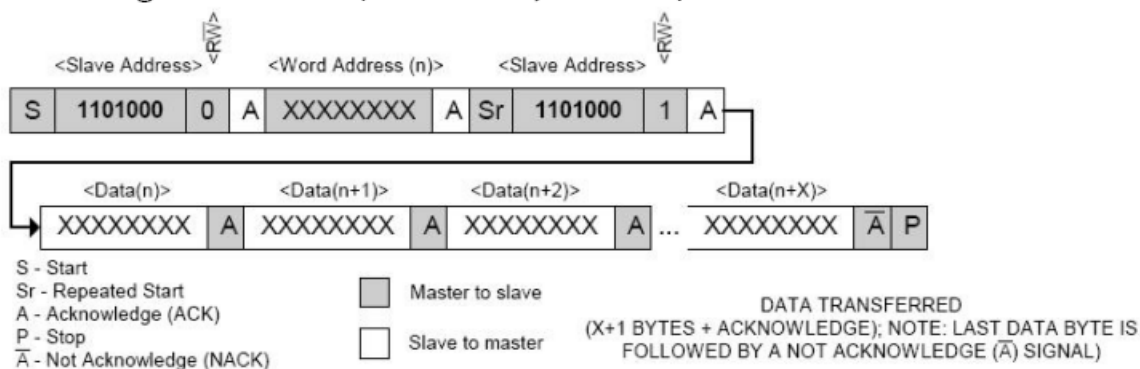 <RW̅>
<RW̅>
<Slave Address>
<Word Address (n)>
<Slave Address>
S 1101000 0 A XXXXXXXX A Sr 1101000 1 A
<Data(n)>
<Data(n+1)>
<Data(n+2)>
<Data(n+X)>
XXXXXXXX A XXXXXXXX A XXXXXXXX A ... XXXXXXXX A̅ P
S - Start
Sr - Repeated Start
A - Acknowledge (ACK)
P - Stop
A̅ - Not Acknowledge (NACK)
Master to slave
Slave to master
DATA TRANSFERRED
(X+1 BYTES + ACKNOWLEDGE); NOTE: LAST DATA BYTE IS
FOLLOWED BY A NOT ACKNOWLEDGE (A̅) SIGNAL)